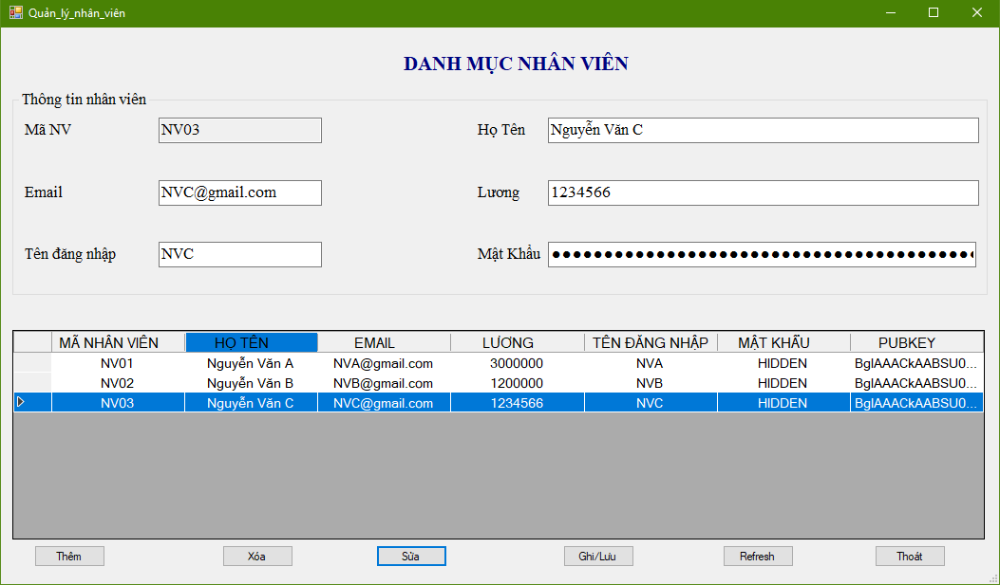 Quản_lý_nhân_viên
DANH MỤC NHÂN VIÊN
Thông tin nhân viên
Mã NV NV03 Họ Tên Nguyễn Văn C
Email NVC@gmail.com Lương 1234566
Tên đăng nhập NVC Mật Khẩu ●●●●●●●●●●●●●●●●●●●●●●●●●●●●●●●●●●●●●●●●●
MÃ NHÂN VIÊN HỌ TÊN EMAIL LƯƠNG TÊN ĐĂNG NHẬP MẬT KHẨU PUBKEY
NV01 Nguyễn Văn A NVA@gmail.com 3000000 NVA HIDDEN BgIAAACkAABSU0...
NV02 Nguyễn Văn B NVB@gmail.com 1200000 NVB HIDDEN BgIAAACkAABSU0...
NV03 Nguyễn Văn C NVC@gmail.com 1234566 NVC HIDDEN BgIAAACkAABSU0...
Thêm Xóa Sửa Ghi/Lưu Refresh Thoát